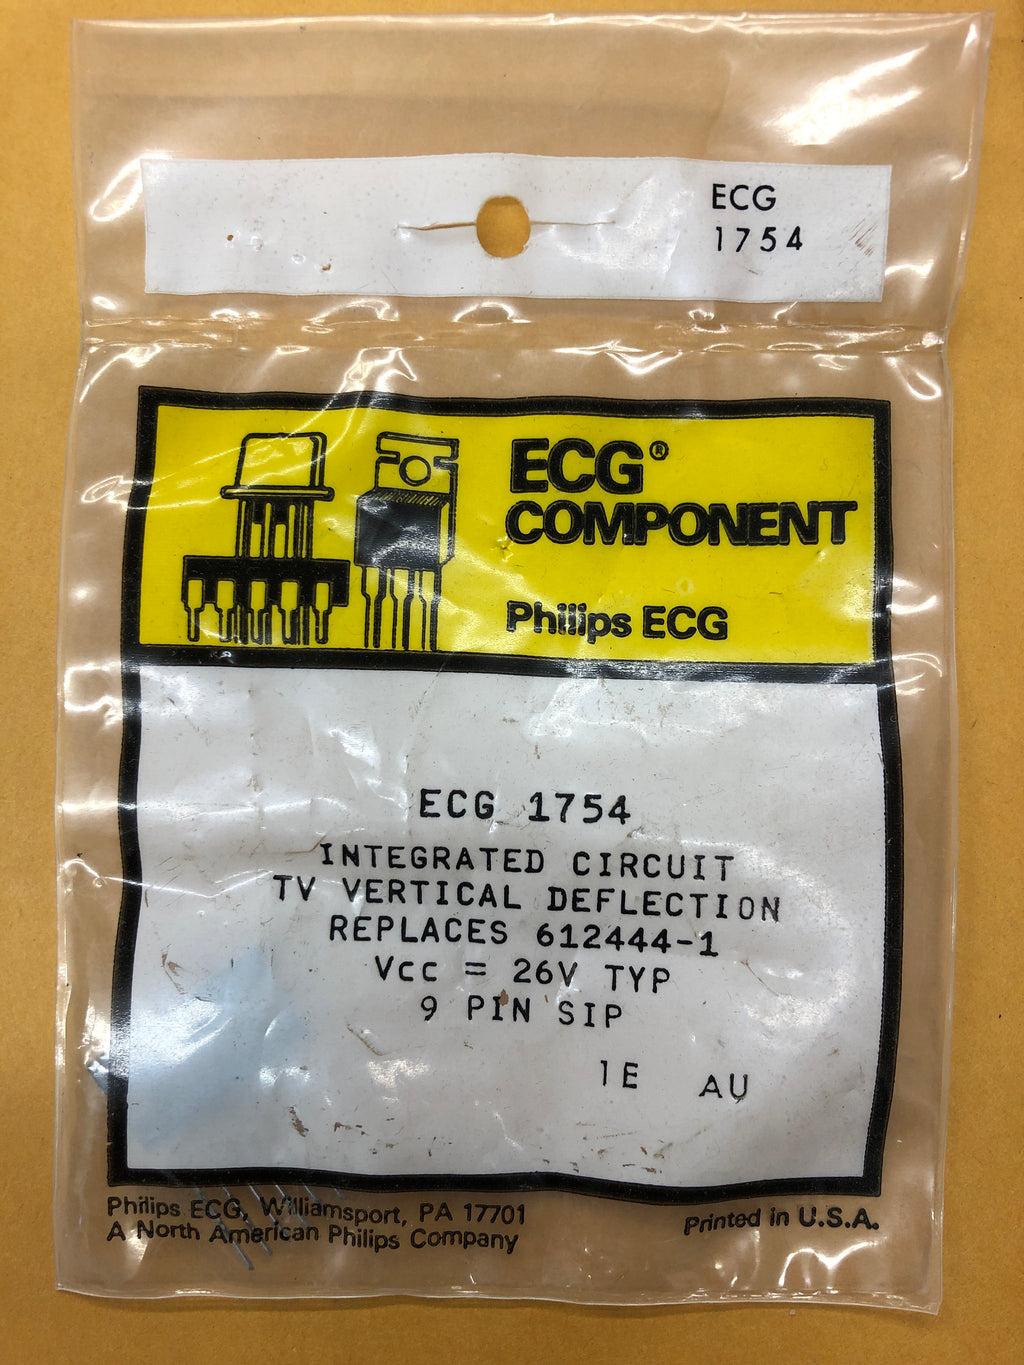 ECG
1754
ECG®
COMPONENT
Philips ECG
ECG 1754
INTEGRATED CIRCUIT
TV VERTICAL DEFLECTION
REPLACES 612444-1
Vcc = 26V TYP
9 PIN SIP
1E AU
Philips ECG, Williamsport, PA 17701
A North American Philips Company
Printed in U.S.A.